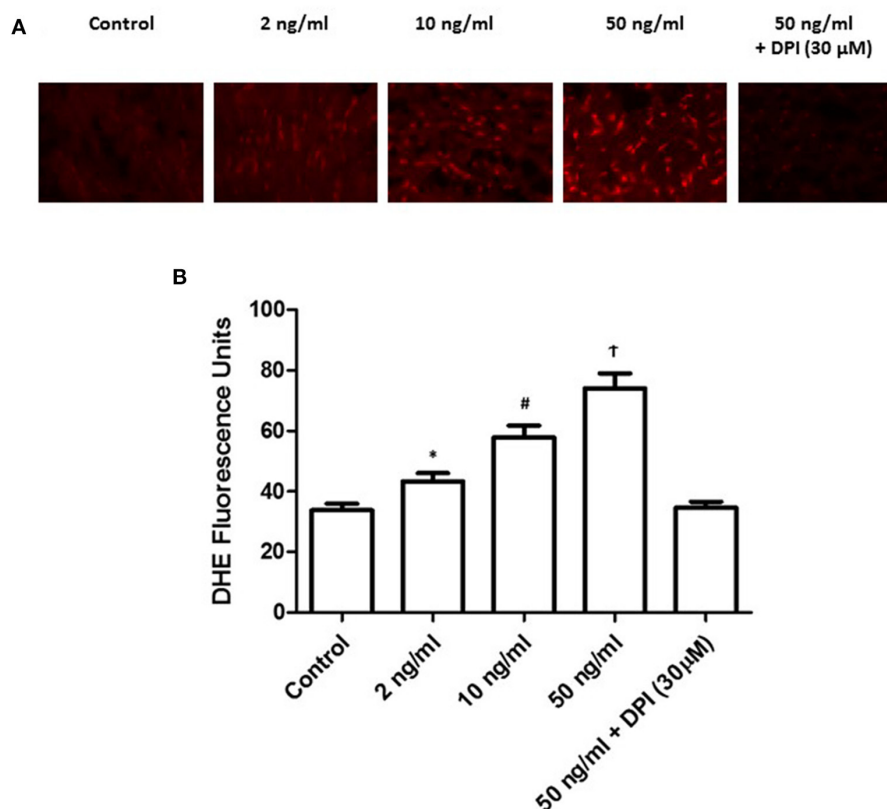 A
Control
2 ng/ml
10 ng/ml
50 ng/ml
50 ng/ml
+ DPI (30 µM)
B
DHE Fluorescence Units
100
80
60
40
20
0
*
#
†
Control
2 ng/ml
10 ng/ml
50 ng/ml
50 ng/ml + DPI (30µM)